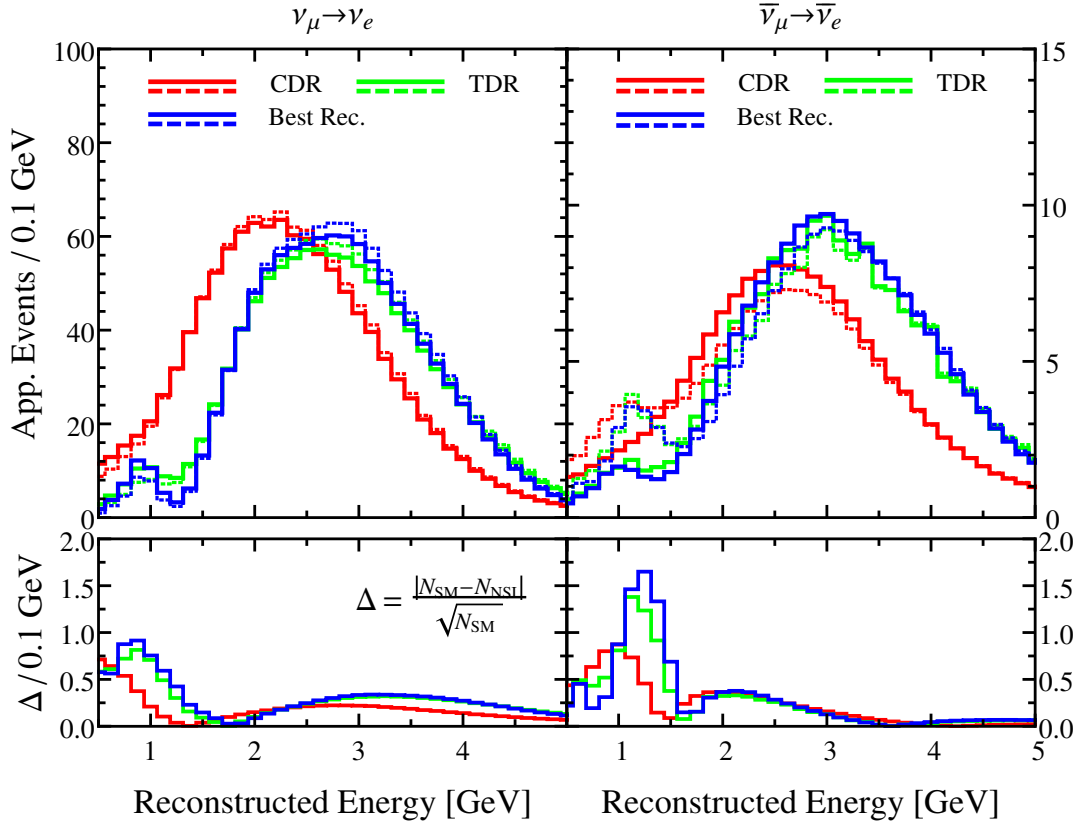 ν_μ→ν_e
ν̅_μ→ν̅_e
100
80
60
40
20
0
App. Events / 0.1 GeV
CDR
TDR
Best Rec.
CDR
TDR
Best Rec.
15
10
5
0
2.0
1.5
1.0
0.5
0.0
Δ / 0.1 GeV
Δ = |N_SM−N_NSI| / √N_SM
2.0
1.5
1.0
0.5
0.0
1 2 3 4
1 2 3 4 5
Reconstructed Energy [GeV]
Reconstructed Energy [GeV]